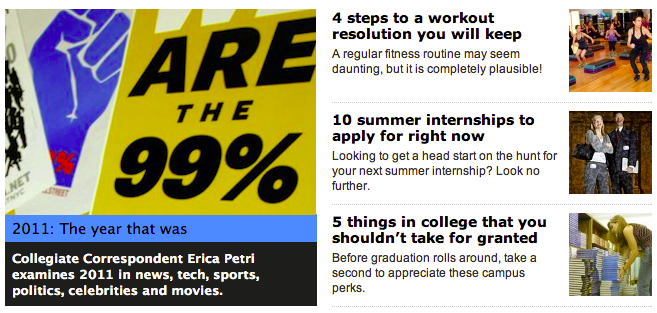 ARE
THE
99%
2011: The year that was
Collegiate Correspondent Erica Petri
examines 2011 in news, tech, sports,
politics, celebrities and movies.
4 steps to a workout
resolution you will keep
A regular fitness routine may seem
daunting, but it is completely plausible!
10 summer internships to
apply for right now
Looking to get a head start on the hunt for
your next summer internship? Look no
further.
5 things in college that you
shouldn’t take for granted
Before graduation rolls around, take a
second to appreciate these campus
perks.